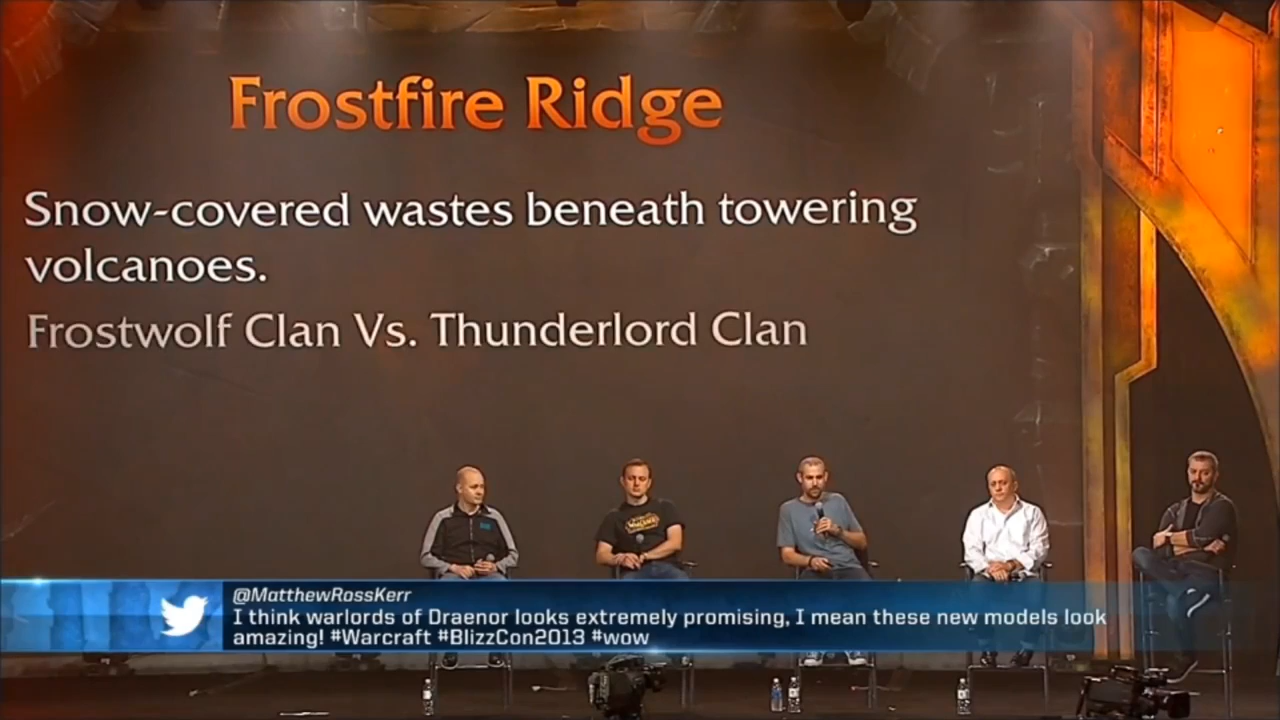 Frostfire Ridge
Snow-covered wastes beneath towering
volcanoes.
Frostwolf Clan Vs. Thunderlord Clan
@MatthewRossKerr
I think warlords of Draenor looks extremely promising, I mean these new models look
amazing! #Warcraft #BlizzCon2013 #wow